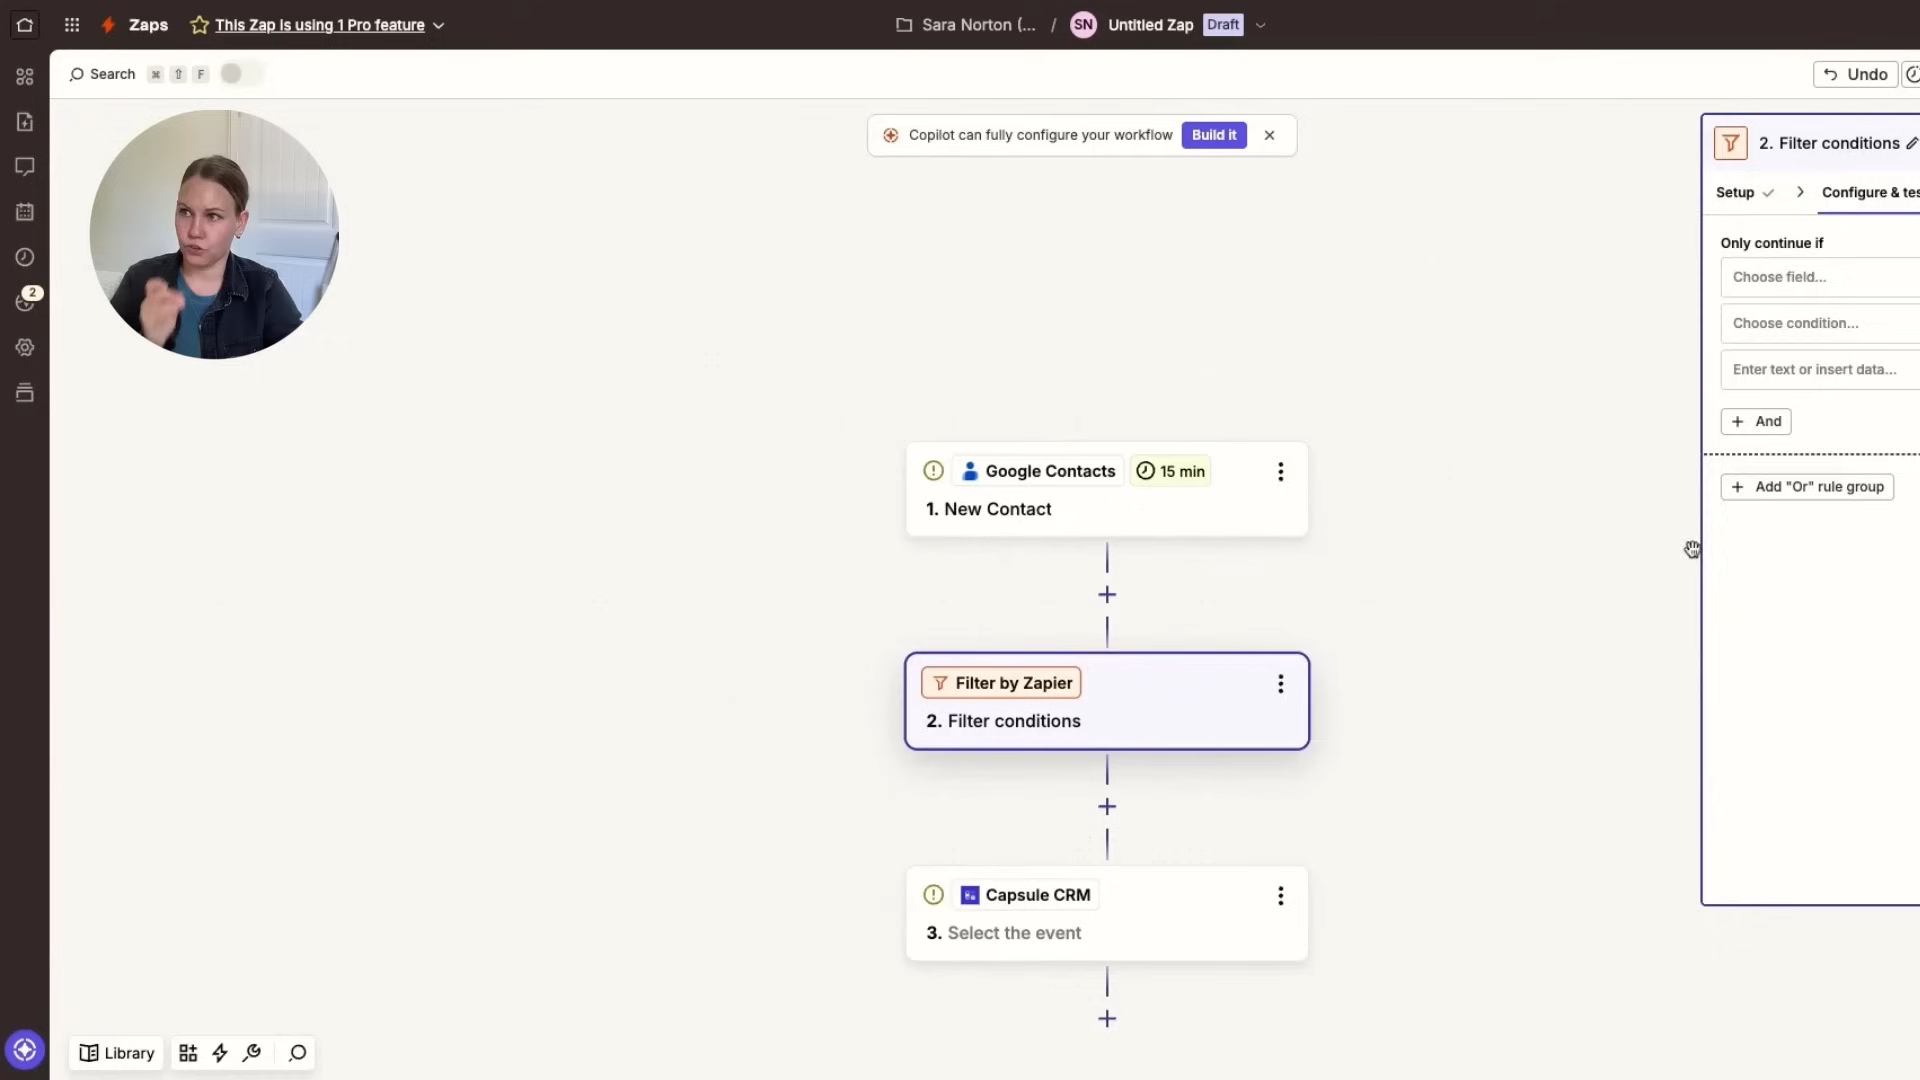 Zaps
This Zap is using 1 Pro feature
Sara Norton (... / SN Untitled Zap Draft
Search ⌘ ⇧ F
Undo
Copilot can fully configure your workflow Build it
2. Filter conditions
Setup
Configure & tes
Only continue if
Choose field...
Choose condition...
Enter text or insert data...
+ And
+ Add "Or" rule group
2
Google Contacts 15 min
1. New Contact
Filter by Zapier
2. Filter conditions
Capsule CRM
3. Select the event
Library